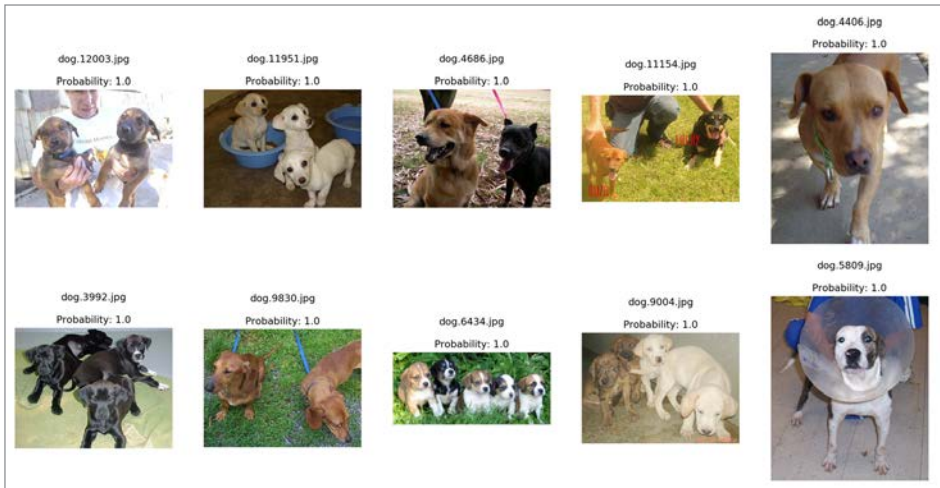 dog.12003.jpg
Probability: 1.0
dog.11951.jpg
Probability: 1.0
dog.4686.jpg
Probability: 1.0
dog.11154.jpg
Probability: 1.0
dog.4406.jpg
Probability: 1.0
dog.3992.jpg
Probability: 1.0
dog.9830.jpg
Probability: 1.0
dog.6434.jpg
Probability: 1.0
dog.9004.jpg
Probability: 1.0
dog.5809.jpg
Probability: 1.0